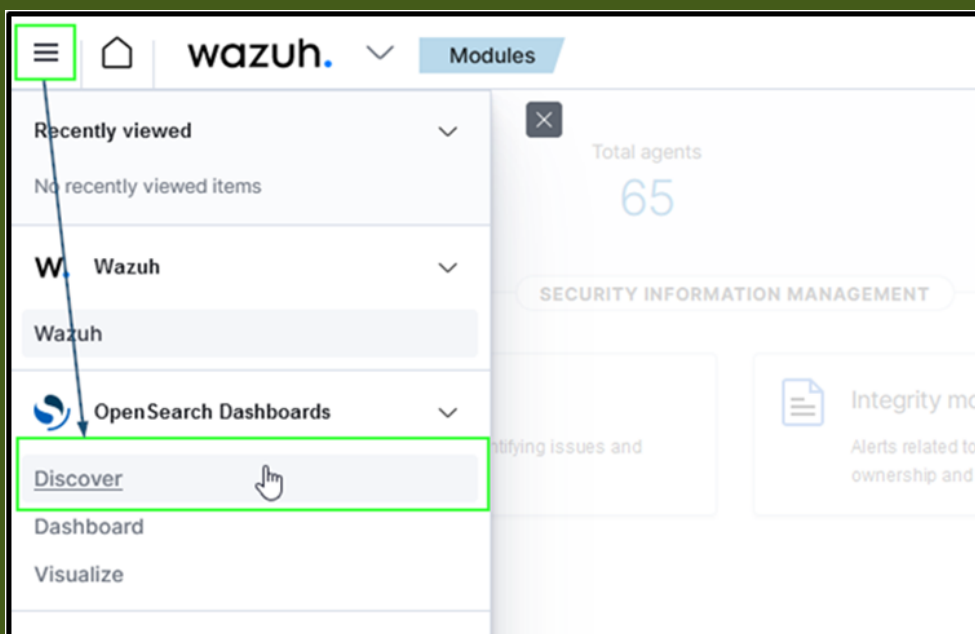 wazuh.
Modules
Recently viewed
No recently viewed items
W. Wazuh
Wazuh
OpenSearch Dashboards
Discover
Dashboard
Visualize
Total agents
65
SECURITY INFORMATION MANAGEMENT
ntifying issues and
Integrity mo
Alerts related to
ownership and